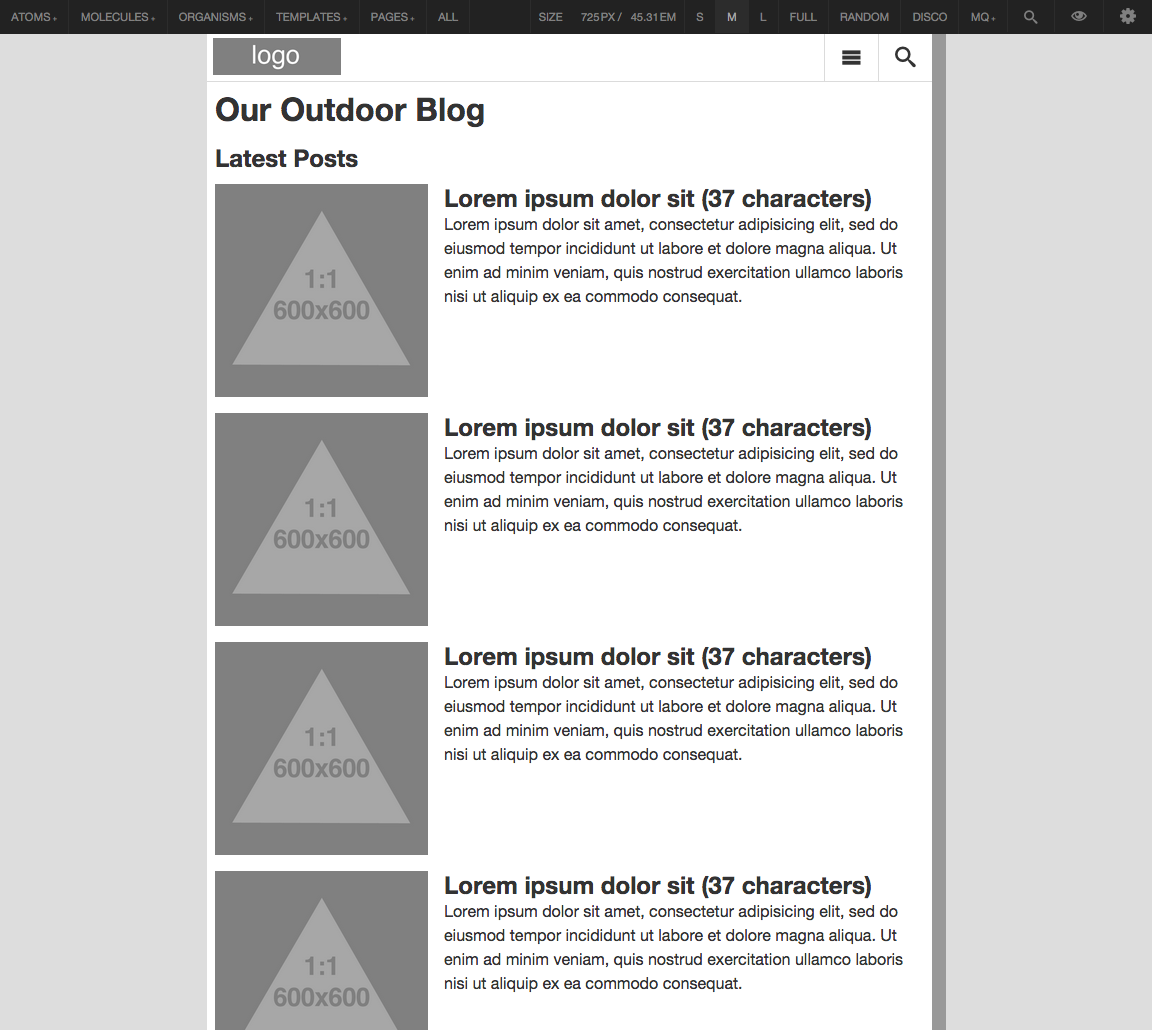 ATOMS + MOLECULES + ORGANISMS + TEMPLATES + PAGES + ALL SIZE 725 PX / 45.31 EM S M L FULL RANDOM DISCO MQ +
logo
Our Outdoor Blog
Latest Posts
1:1
600x600
Lorem ipsum dolor sit (37 characters)
Lorem ipsum dolor sit amet, consectetur adipisicing elit, sed do
eiusmod tempor incididunt ut labore et dolore magna aliqua. Ut
enim ad minim veniam, quis nostrud exercitation ullamco laboris
nisi ut aliquip ex ea commodo consequat.
1:1
600x600
Lorem ipsum dolor sit (37 characters)
Lorem ipsum dolor sit amet, consectetur adipisicing elit, sed do
eiusmod tempor incididunt ut labore et dolore magna aliqua. Ut
enim ad minim veniam, quis nostrud exercitation ullamco laboris
nisi ut aliquip ex ea commodo consequat.
1:1
600x600
Lorem ipsum dolor sit (37 characters)
Lorem ipsum dolor sit amet, consectetur adipisicing elit, sed do
eiusmod tempor incididunt ut labore et dolore magna aliqua. Ut
enim ad minim veniam, quis nostrud exercitation ullamco laboris
nisi ut aliquip ex ea commodo consequat.
1:1
600x600
Lorem ipsum dolor sit (37 characters)
Lorem ipsum dolor sit amet, consectetur adipisicing elit, sed do
eiusmod tempor incididunt ut labore et dolore magna aliqua. Ut
enim ad minim veniam, quis nostrud exercitation ullamco laboris
nisi ut aliquip ex ea commodo consequat.